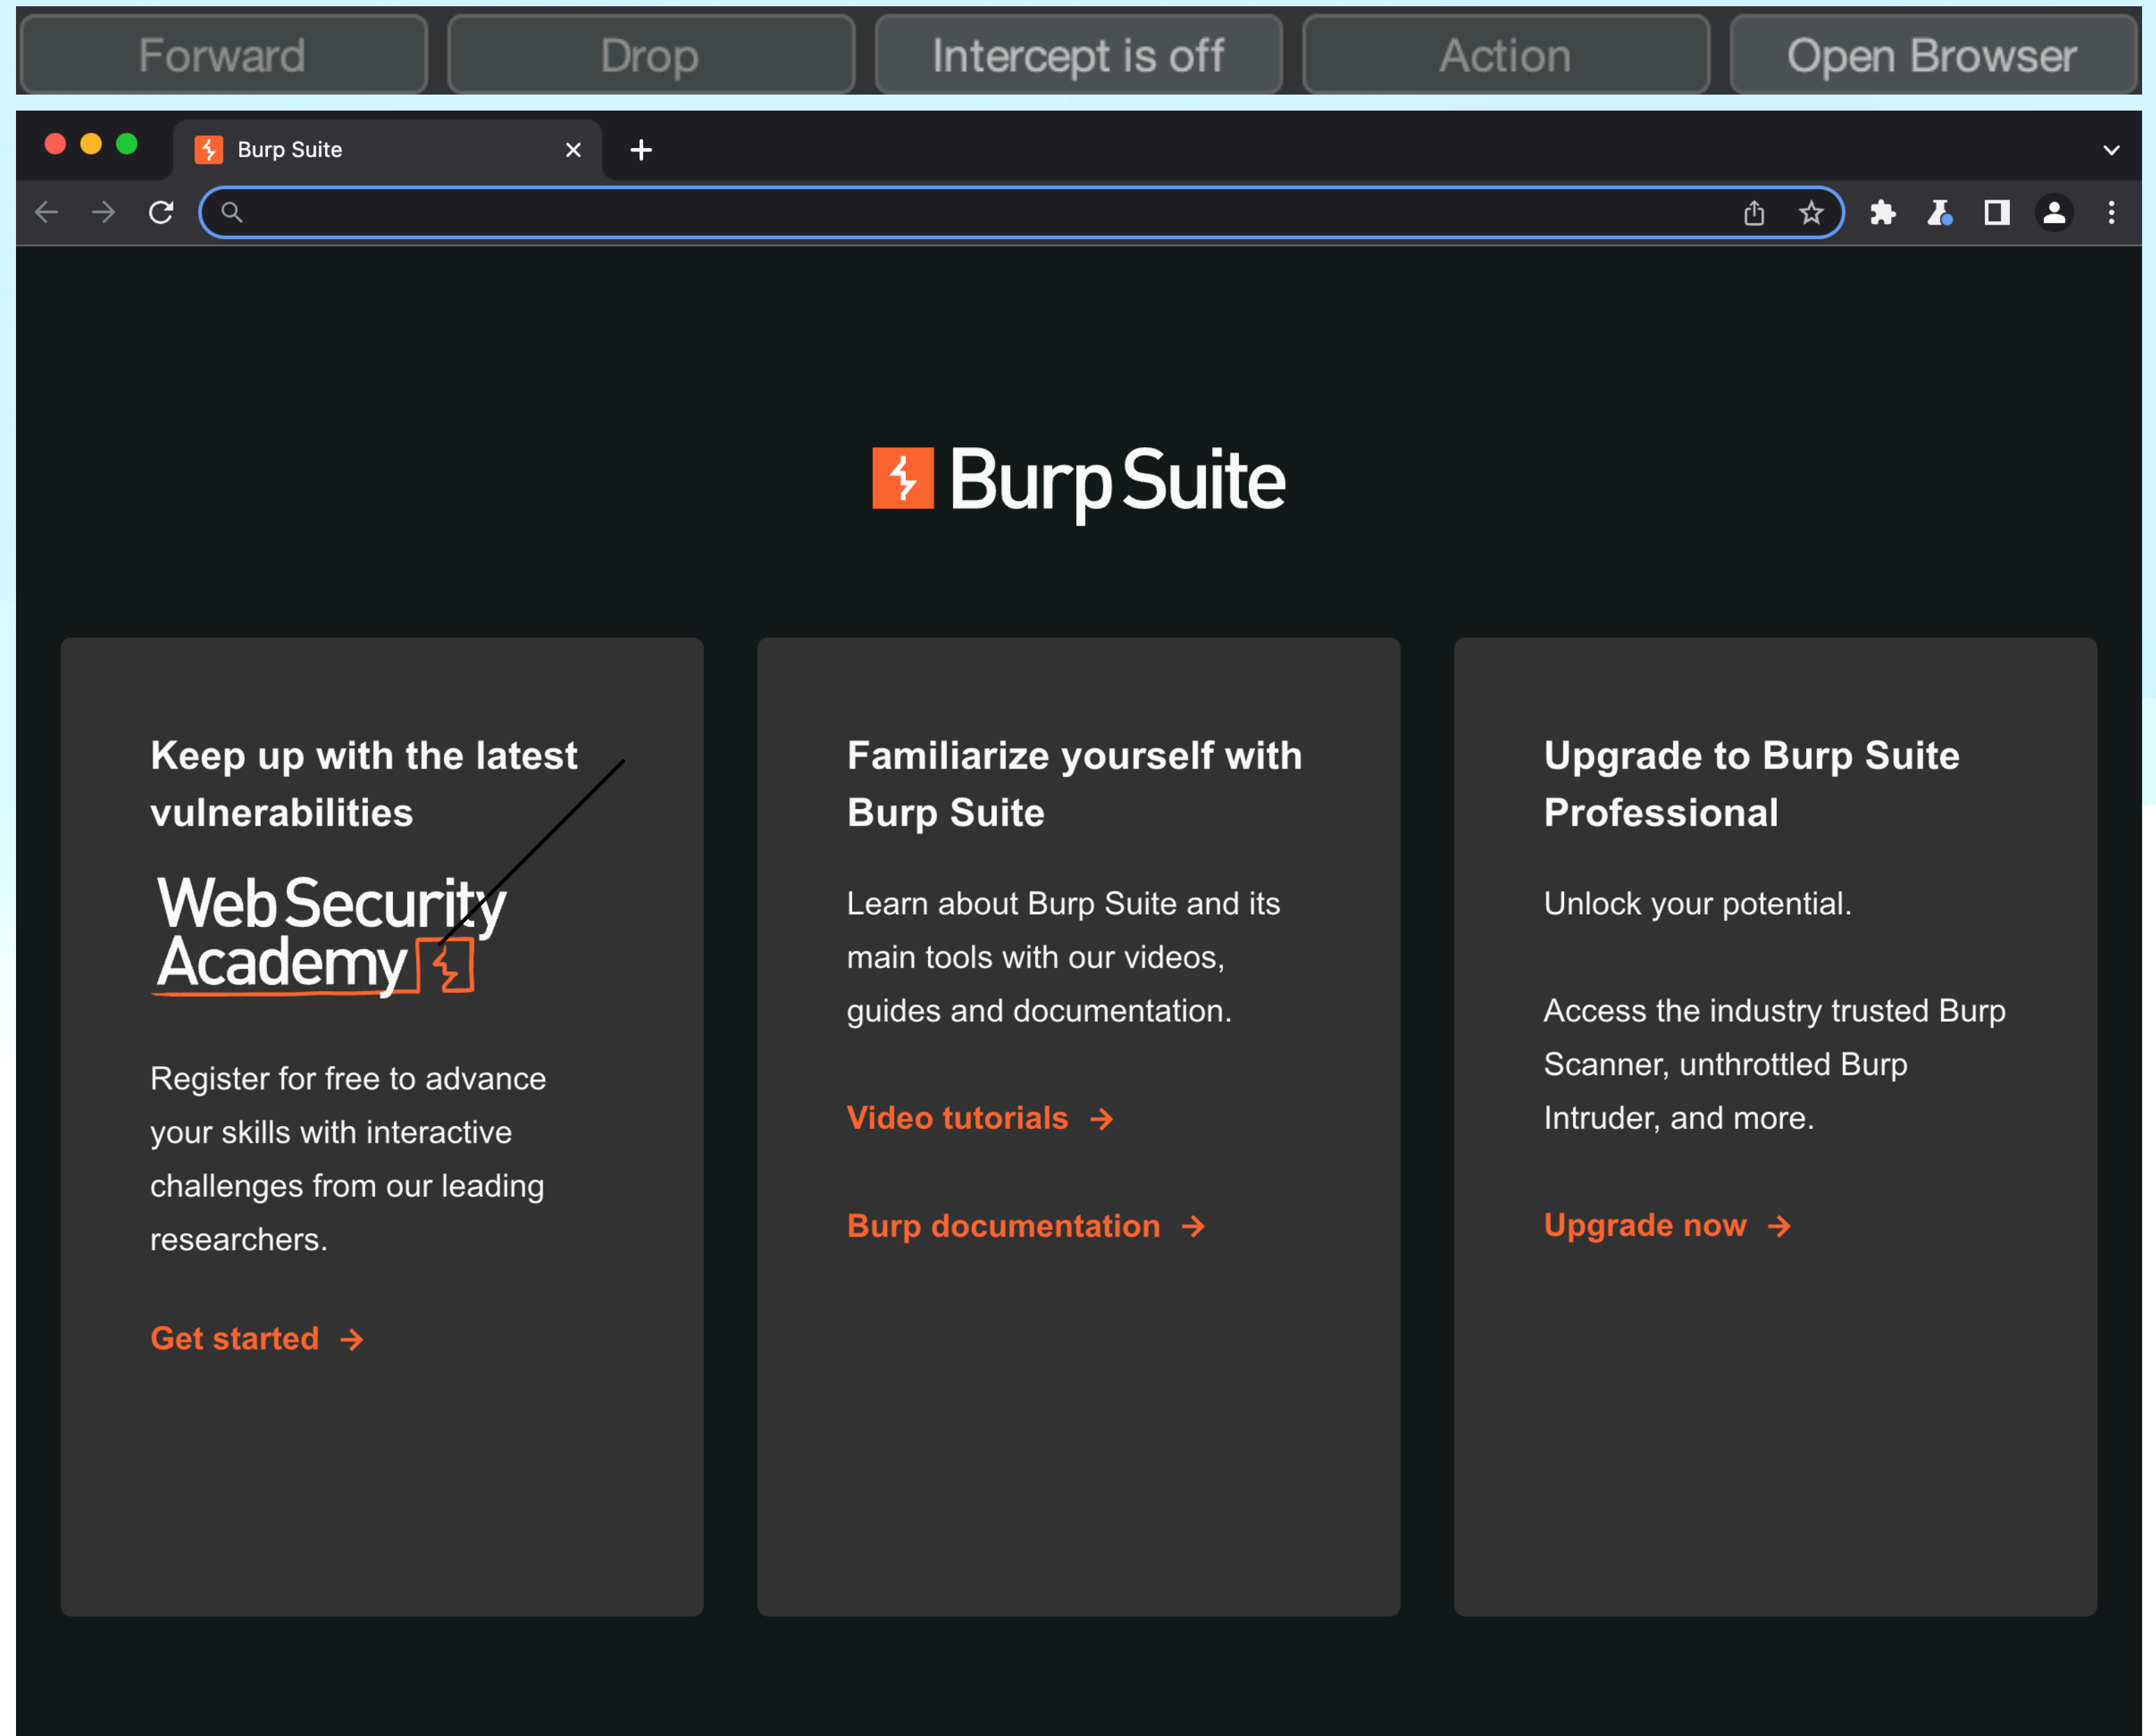 Forward Drop Intercept is off Action Open Browser
Burp Suite
Burp Suite
Keep up with the latest
vulnerabilities
Web Security
Academy
Register for free to advance
your skills with interactive
challenges from our leading
researchers.
Get started →
Familiarize yourself with
Burp Suite
Learn about Burp Suite and its
main tools with our videos,
guides and documentation.
Video tutorials →
Burp documentation →
Upgrade to Burp Suite
Professional
Unlock your potential.
Access the industry trusted Burp
Scanner, unthrottled Burp
Intruder, and more.
Upgrade now →